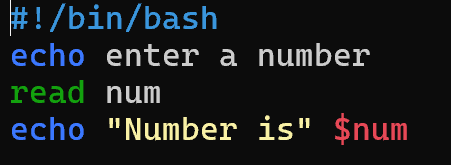 #!/bin/bash
echo enter a number
read num
echo "Number is" $num